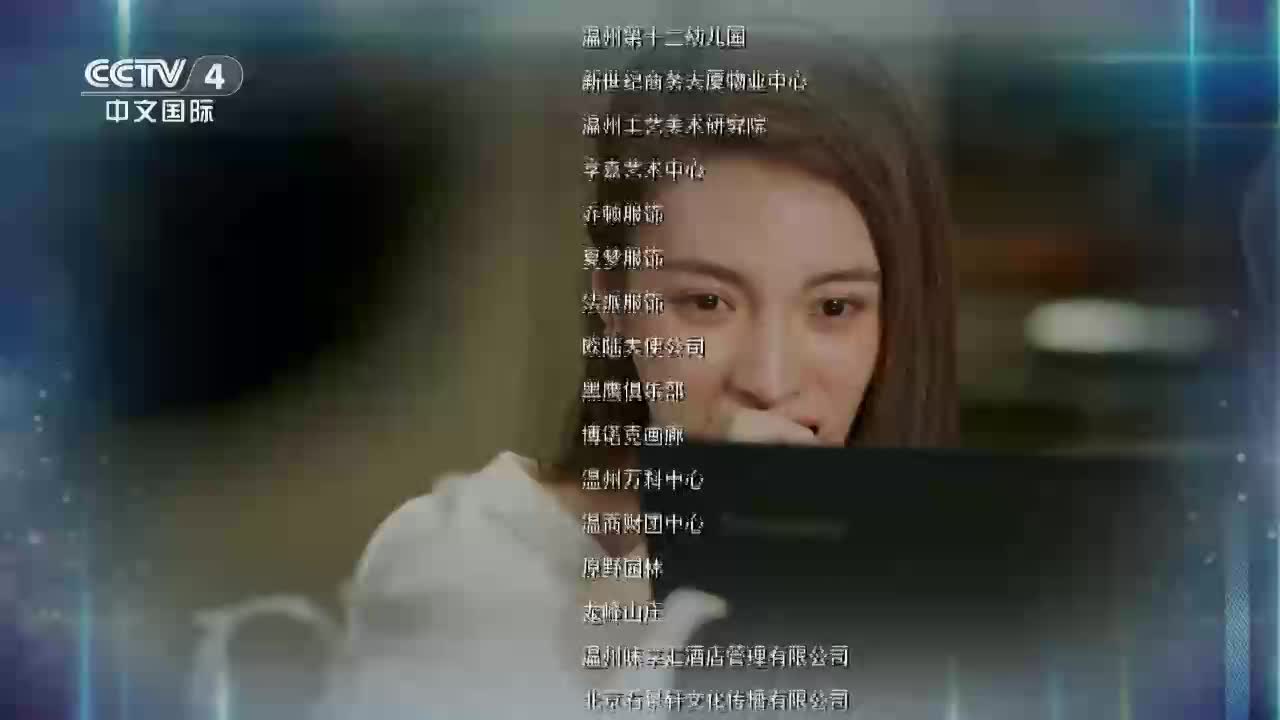 CCTV 4
中文国际
温州第十二幼儿园
新世纪商务大厦物业中心
温州工艺美术研究院
享嘉艺术中心
乔顿服饰
夏梦服饰
法派服饰
欧陆天使公司
黑鹰俱乐部
博诺克画廊
温州万科中心
温商财团中心
原野园林
龙峰山庄
温州味享汇酒店管理有限公司
北京右景轩文化传播有限公司